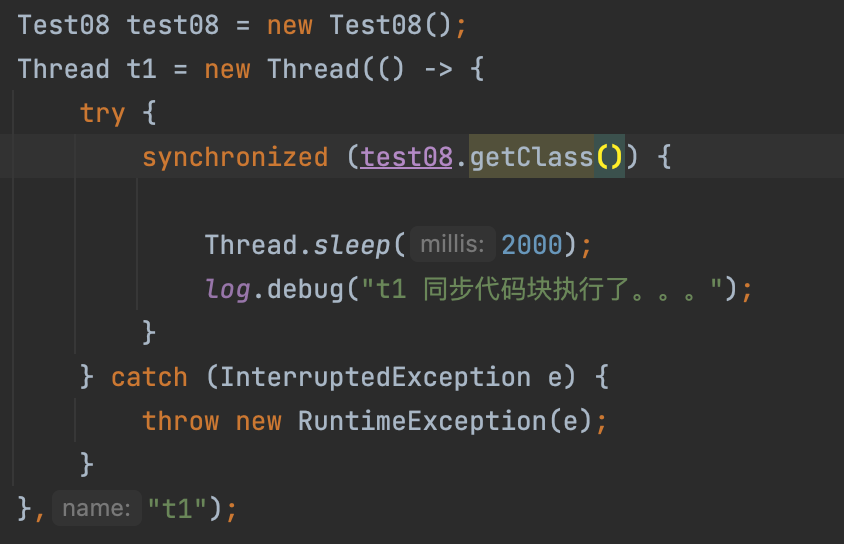 Test08 test08 = new Test08();
Thread t1 = new Thread(() -> {
    try {
        synchronized (test08.getClass()) {

            Thread.sleep( millis: 2000);
            log.debug("t1 同步代码块执行了。。。");
        }
    } catch (InterruptedException e) {
        throw new RuntimeException(e);
    }
}, name: "t1");